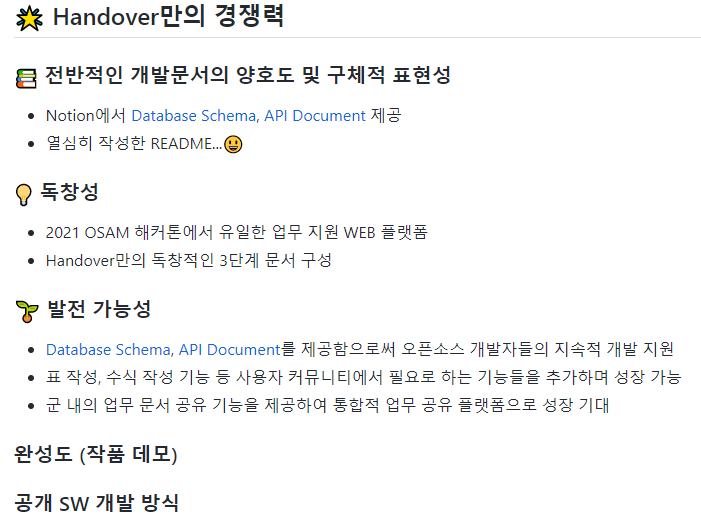 🌟 Handover만의 경쟁력
📚 전반적인 개발문서의 양호도 및 구체적 표현성
• Notion에서 Database Schema, API Document 제공
• 열심히 작성한 README...😃
💡 독창성
• 2021 OSAM 해커톤에서 유일한 업무 지원 WEB 플랫폼
• Handover만의 독창적인 3단계 문서 구성
🌱 발전 가능성
• Database Schema, API Document를 제공함으로써 오픈소스 개발자들의 지속적 개발 지원
• 표 작성, 수식 작성 기능 등 사용자 커뮤니티에서 필요로 하는 기능들을 추가하며 성장 가능
• 군 내의 업무 문서 공유 기능을 제공하여 통합적 업무 공유 플랫폼으로 성장 기대
완성도 (작품 데모)
공개 SW 개발 방식